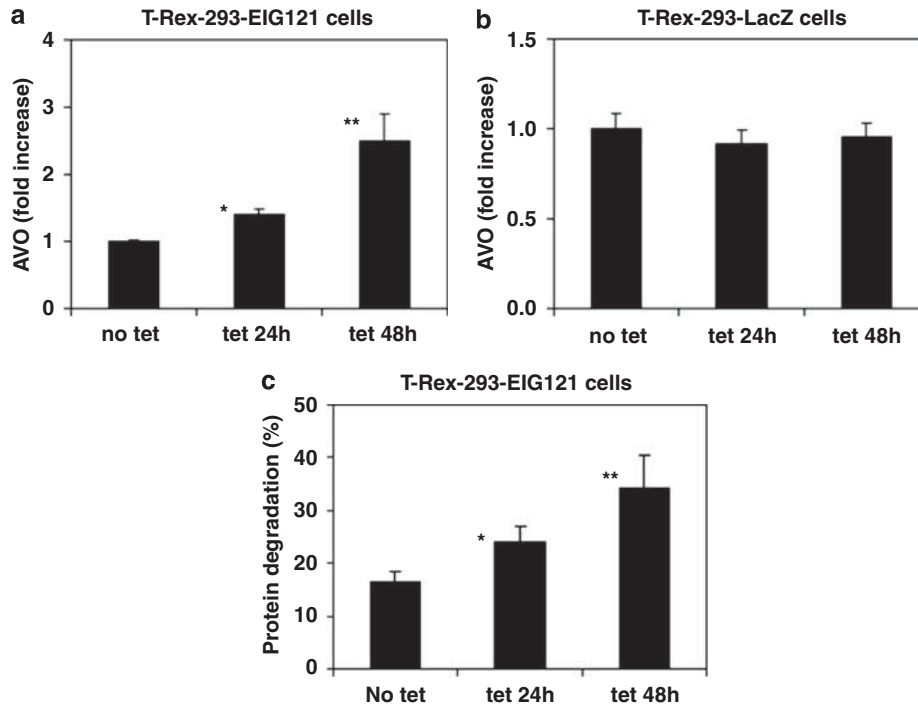 a
T-Rex-293-EIG121 cells
AVO (fold increase)
4
3
2
1
0
*
**
no tet
tet 24h
tet 48h
b
T-Rex-293-LacZ cells
AVO (fold increase)
1.5
1.0
0.5
0.0
no tet
tet 24h
tet 48h
c
T-Rex-293-EIG121 cells
Protein degradation (%)
50
40
30
20
10
0
*
**
No tet
tet 24h
tet 48h